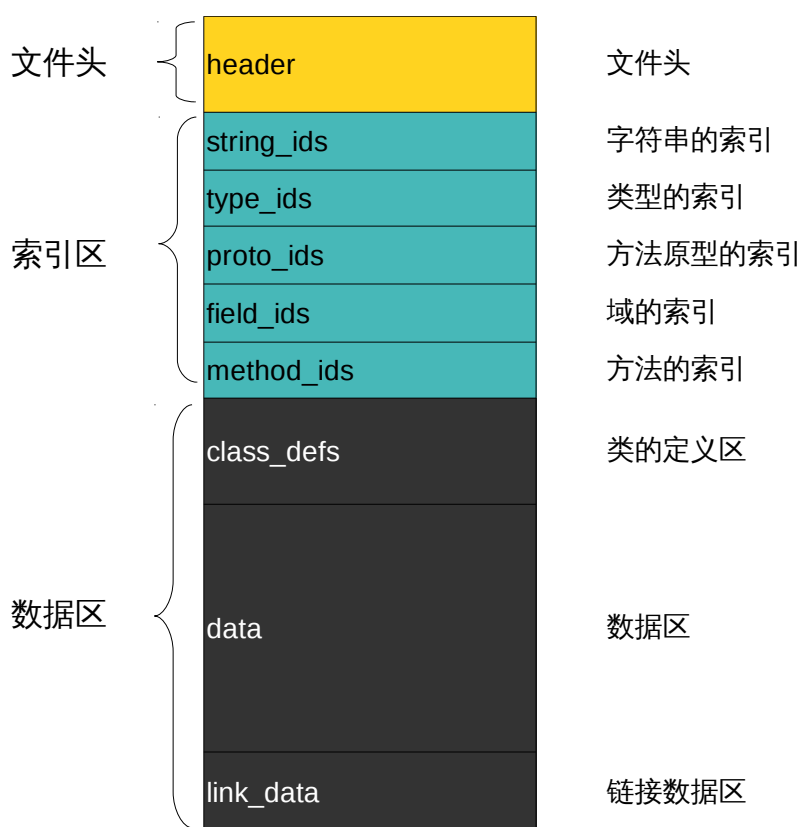 文件头 header 文件头
string_ids 字符串的索引
type_ids 类型的索引
索引区 proto_ids 方法原型的索引
field_ids 域的索引
method_ids 方法的索引
class_defs 类的定义区
数据区 data 数据区
link_data 链接数据区